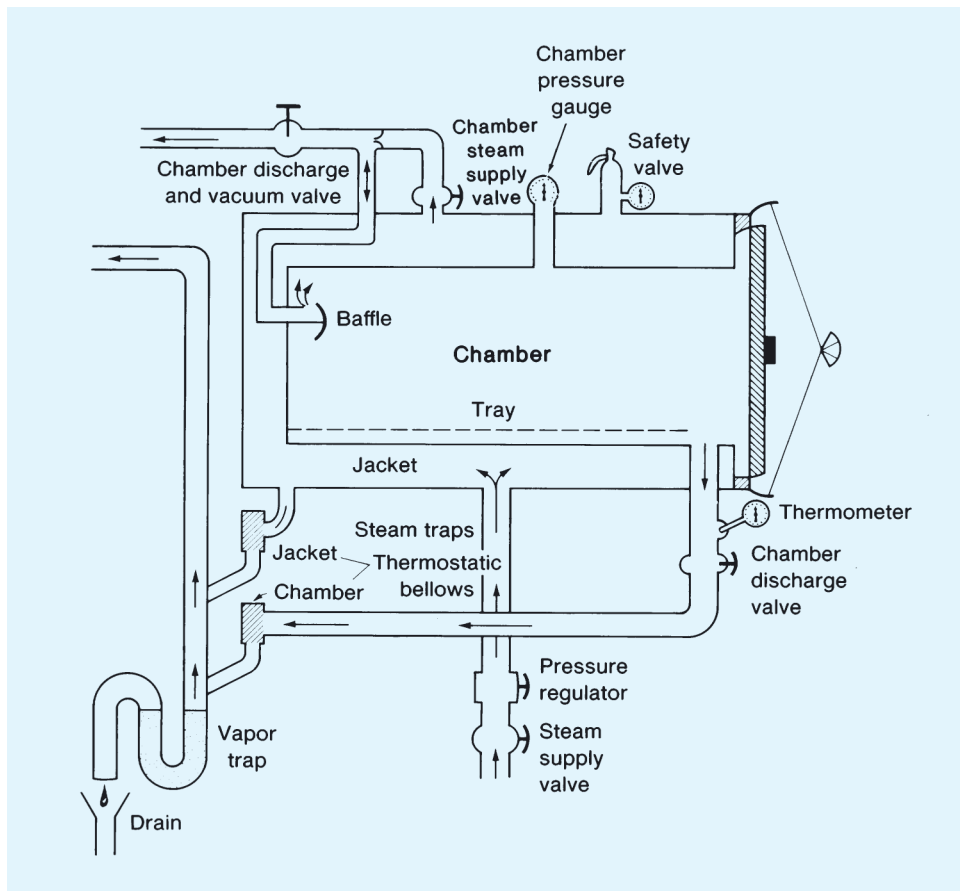 Chamber
pressure
gauge
Chamber
steam
supply
valve
Safety
valve
Chamber discharge
and vacuum valve
Baffle
Chamber
Tray
Jacket
Steam traps
Jacket
Thermostatic
bellows
Chamber
Thermometer
Chamber
discharge
valve
Pressure
regulator
Steam
supply
valve
Vapor
trap
Drain